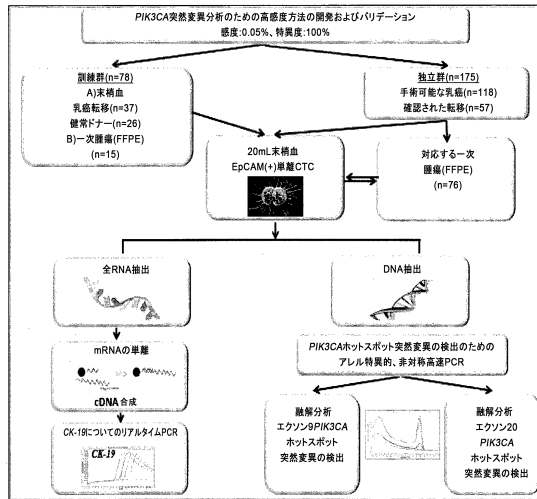 PIK3CA突然変異分析のための高感度方法の開発およびバリデーション
感度:0.05%、特異度:100%
訓練群(n=78)
A)末梢血
乳癌転移(n=37)
健常ドナー(n=26)
B)一次腫瘍(FFPE)
(n=15)
独立群(n=175)
手術可能な乳癌(n=118)
確認された転移(n=57)
20mL末梢血
EpCAM(+)単離CTC
対応する一次
腫瘍(FFPE)
(n=76)
全RNA抽出
DNA抽出
mRNAの単離
cDNA合成
PIK3CAホットスポット突然変異の検出のための
アレル特異的、非対称高速PCR
CK-19についてのリアルタイムPCR
CK-19
融解分析
エクソン9PIK3CA
ホットスポット
突然変異の検出
融解分析
エクソン20
PIK3CA
ホットスポット
突然変異の検出